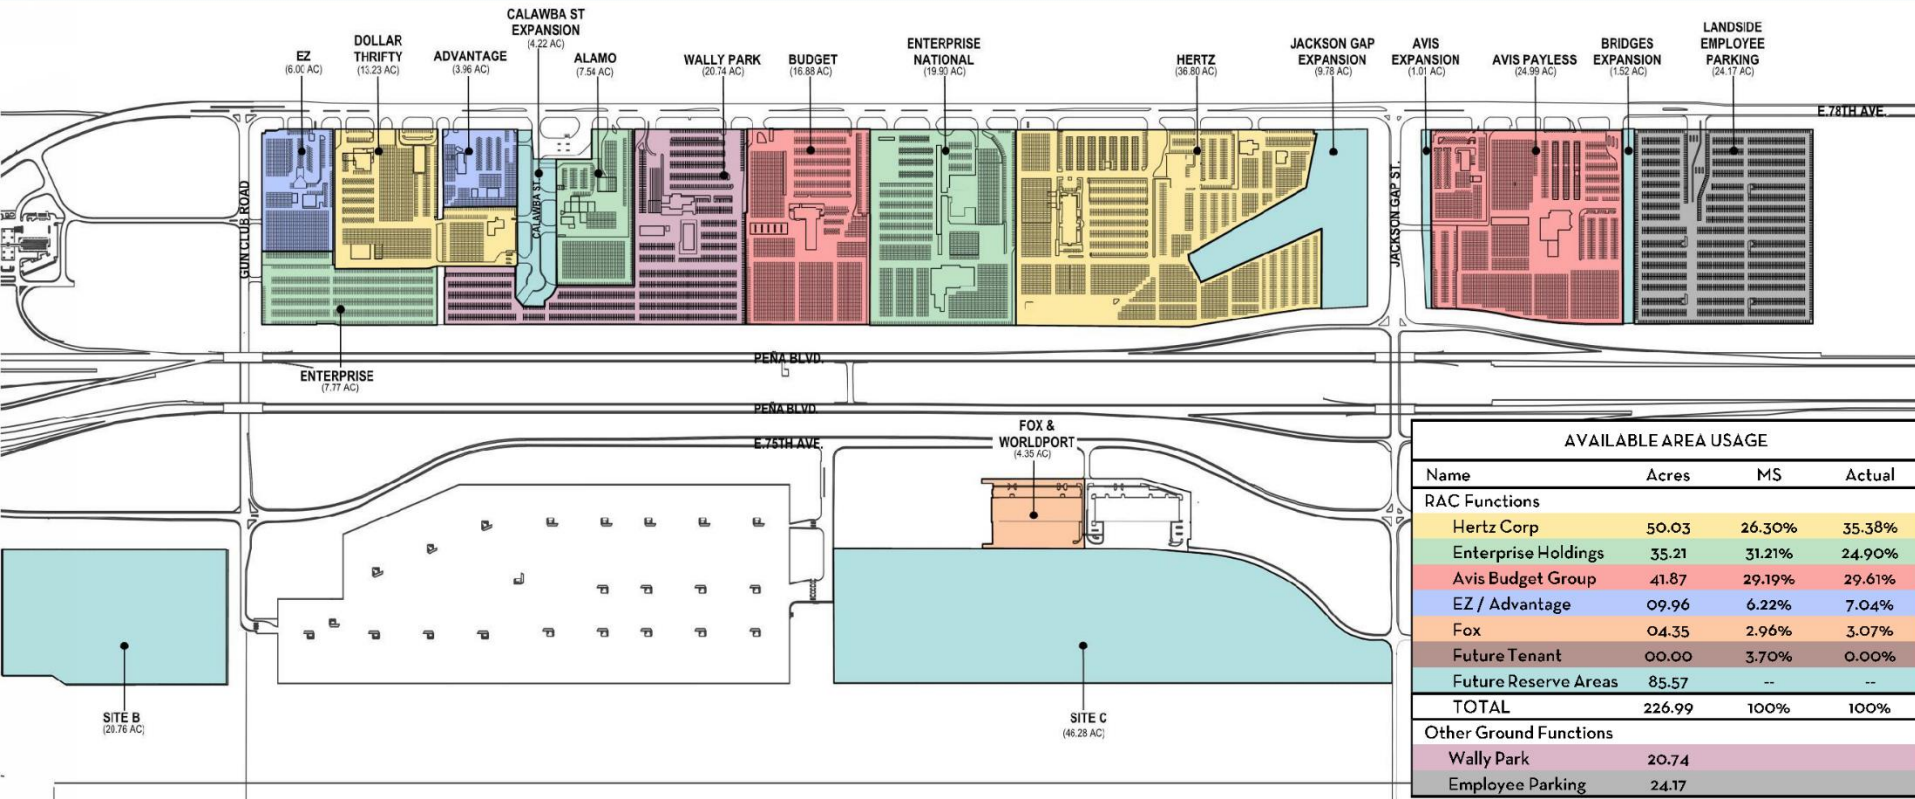 CALAWBA ST
EXPANSION
(4.22 AC)
EZ
(6.00 AC)
DOLLAR
THRIFTY
(13.23 AC)
ADVANTAGE
(3.96 AC)
ALAMO
(7.54 AC)
WALLY PARK
(20.74 AC)
BUDGET
(16.88 AC)
ENTERPRISE
NATIONAL
(19.90 AC)
HERTZ
(36.80 AC)
JACKSON GAP
EXPANSION
(9.78 AC)
AVIS
EXPANSION
(1.01 AC)
AVIS PAYLESS
(24.99 AC)
BRIDGES
EXPANSION
(1.52 AC)
LANDSIDE
EMPLOYEE
PARKING
(24.17 AC)
E.78TH AVE.
GUN CLUB ROAD
CALAWBA ST.
JACKSON GAP ST.
ENTERPRISE
(7.77 AC)
PEÑA BLVD.
PEÑA BLVD.
E.75TH AVE.
FOX &
WORLDPORT
(4.35 AC)
SITE B
(20.76 AC)
SITE C
(46.28 AC)
AVAILABLE AREA USAGE
Name Acres MS Actual
RAC Functions
Hertz Corp 50.03 26.30% 35.38%
Enterprise Holdings 35.21 31.21% 24.90%
Avis Budget Group 41.87 29.19% 29.61%
EZ / Advantage 09.96 6.22% 7.04%
Fox 04.35 2.96% 3.07%
Future Tenant 00.00 3.70% 0.00%
Future Reserve Areas 85.57 -- --
TOTAL 226.99 100% 100%
Other Ground Functions
Wally Park 20.74
Employee Parking 24.17